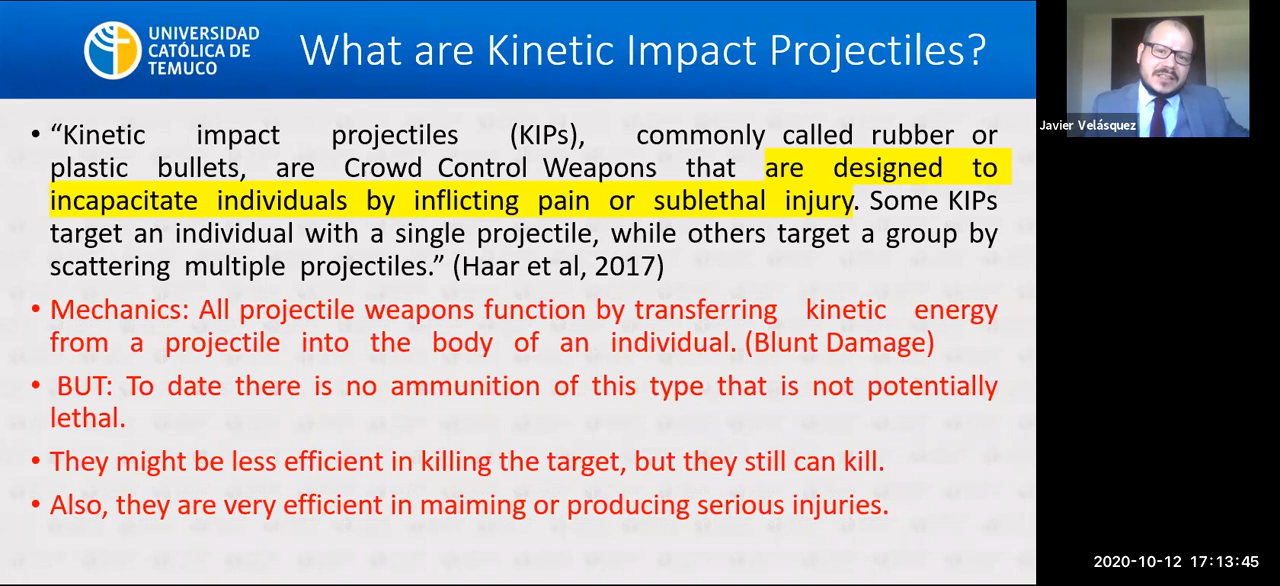 UNIVERSIDAD
CATÓLICA DE
TEMUCO
What are Kinetic Impact Projectiles?
• “Kinetic impact projectiles (KIPs), commonly called rubber or
plastic bullets, are Crowd Control Weapons that are designed to
incapacitate individuals by inflicting pain or sublethal injury. Some KIPs
target an individual with a single projectile, while others target a group by
scattering multiple projectiles.” (Haar et al, 2017)
• Mechanics: All projectile weapons function by transferring kinetic energy
from a projectile into the body of an individual. (Blunt Damage)
• BUT: To date there is no ammunition of this type that is not potentially
lethal.
• They might be less efficient in killing the target, but they still can kill.
• Also, they are very efficient in maiming or producing serious injuries.
Javier Velásquez
2020-10-12 17:13:45